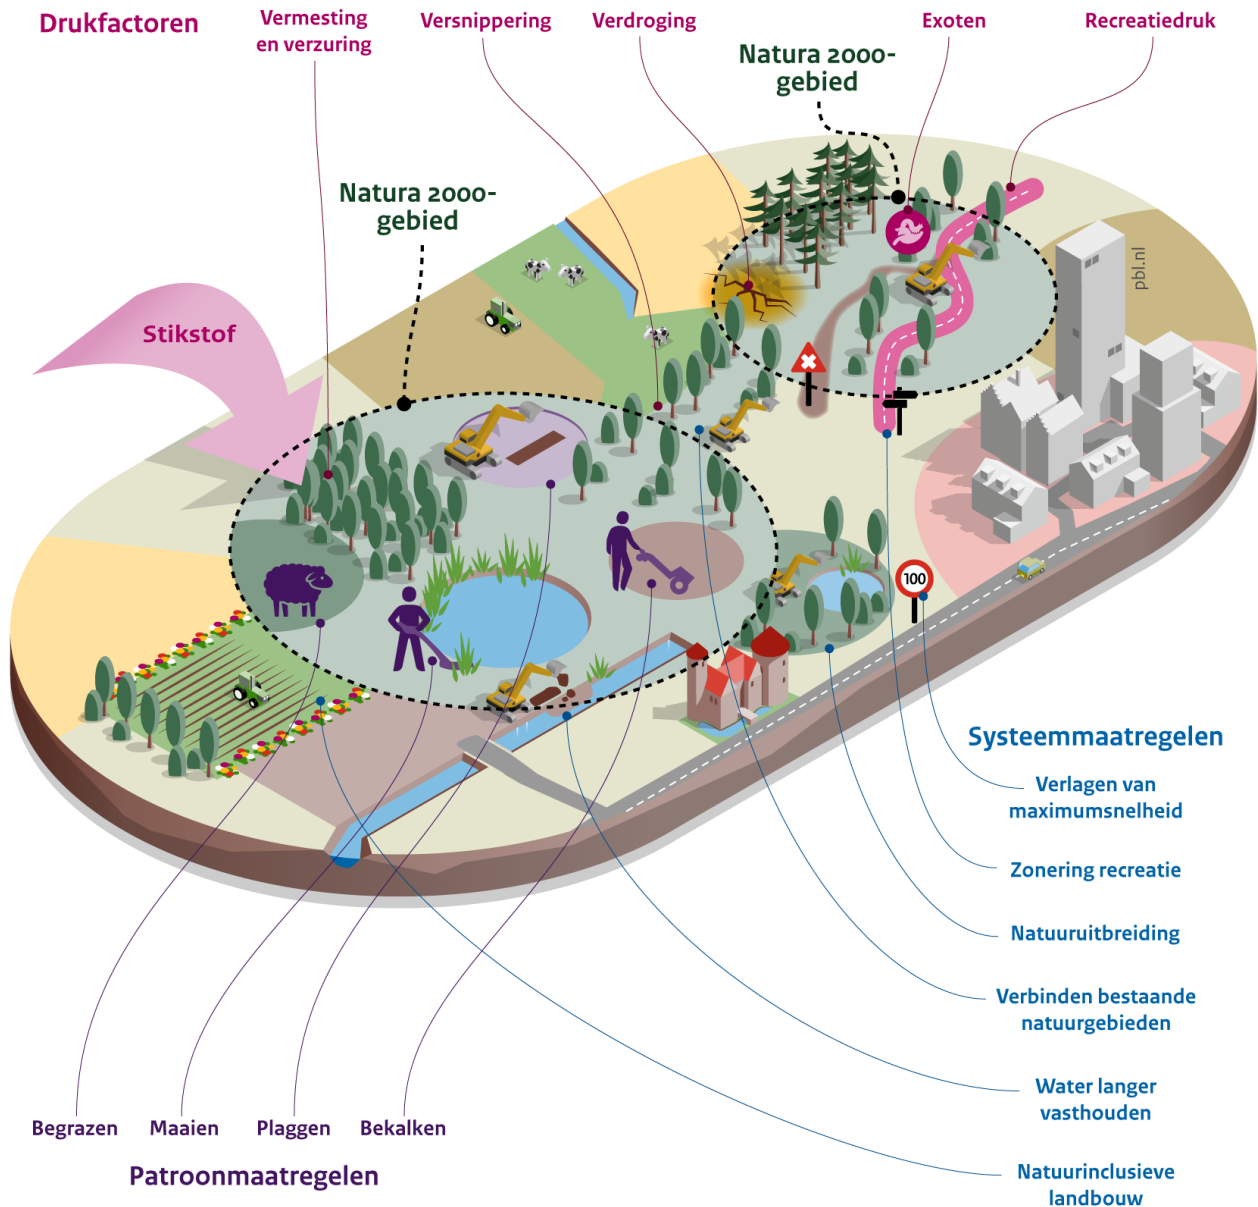 Drukfactoren
Vermesting
en verzuring
Versnippering
Verdroging
Exoten
Recreatiedruk
Natura 2000-
gebied
Natura 2000-
gebied
Stikstof
pbl.nl
100
Systeemmaatregelen
Verlagen van
maximumsnelheid
Zonering recreatie
Natuuruitbreiding
Verbinden bestaande
natuurgebieden
Water langer
vasthouden
Natuurinclusieve
landbouw
Begrazen
Maaien
Plaggen
Bekalken
Patroonmaatregelen